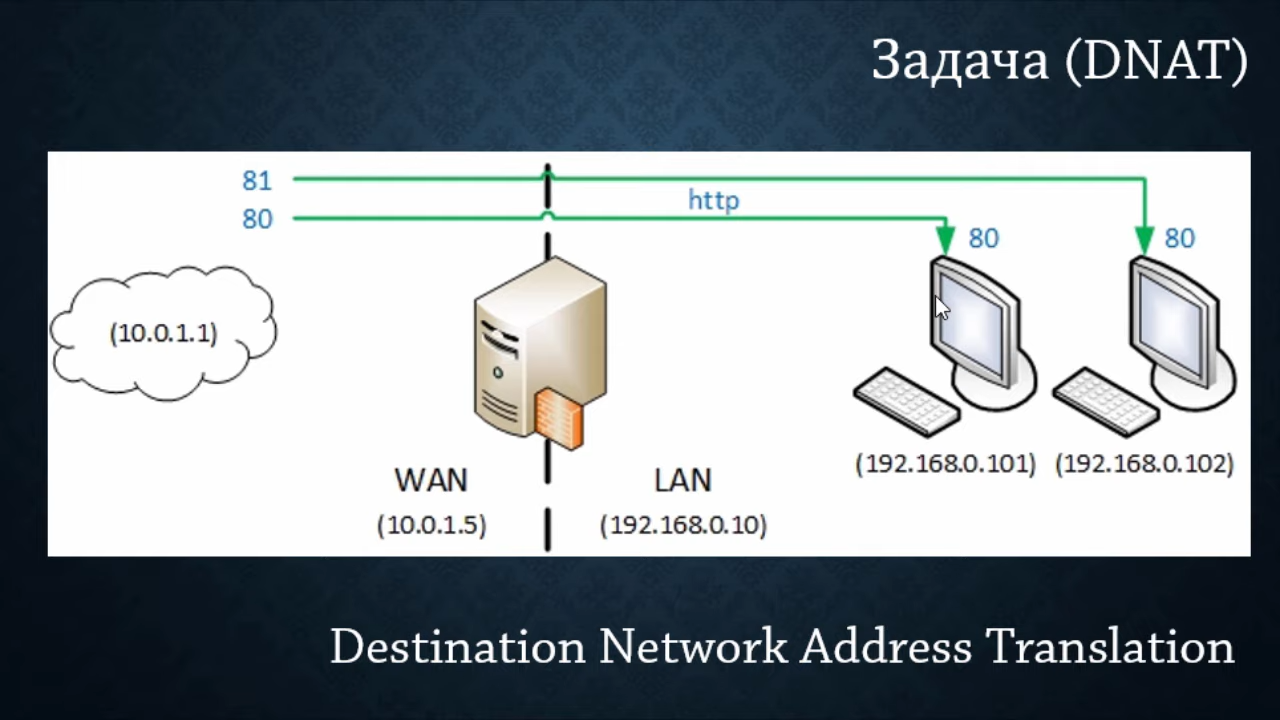 Задача (DNAT)
81
http
80
80
80
(10.0.1.1)
(192.168.0.101)
(192.168.0.102)
WAN
LAN
(10.0.1.5)
(192.168.0.10)
Destination Network Address Translation